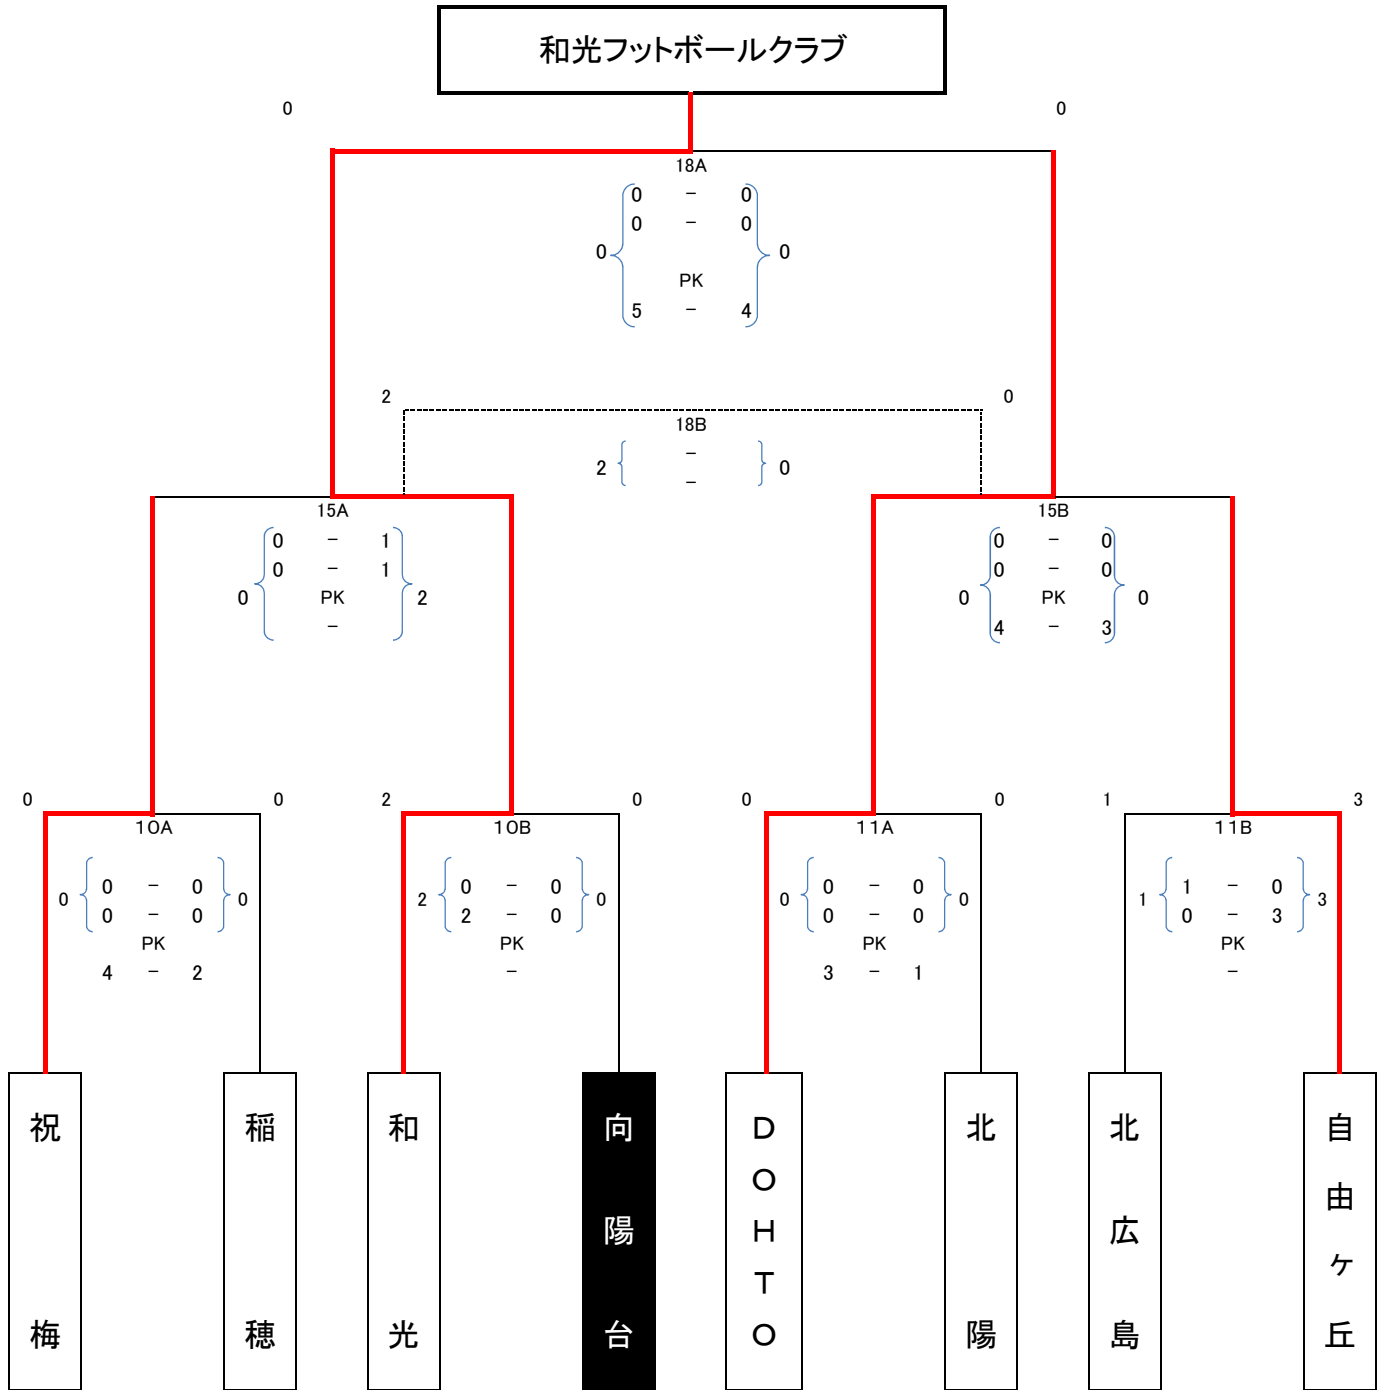 和光フットボールクラブ
0 0
18A
0 - 0
0 - 0
0 0
PK
5 - 4
2 0
18B
-
2 0
-
15A 15B
0 - 1 0 - 0
0 - 1 0 - 0
0 PK 2 0 PK 0
- 4 - 3
0 0 2 0 0 0 1 3
10A 10B 11A 11B
0 - 0 0 - 0 0 - 0 1 - 0
0 0 2 0 0 0 1 3
0 - 0 2 - 0 0 - 0 0 - 3
PK PK PK PK
4 - 2 - 3 - 1 -
祝梅
稲穂
和光
向陽台
DOHTO
北陽
北広島
自由ヶ丘